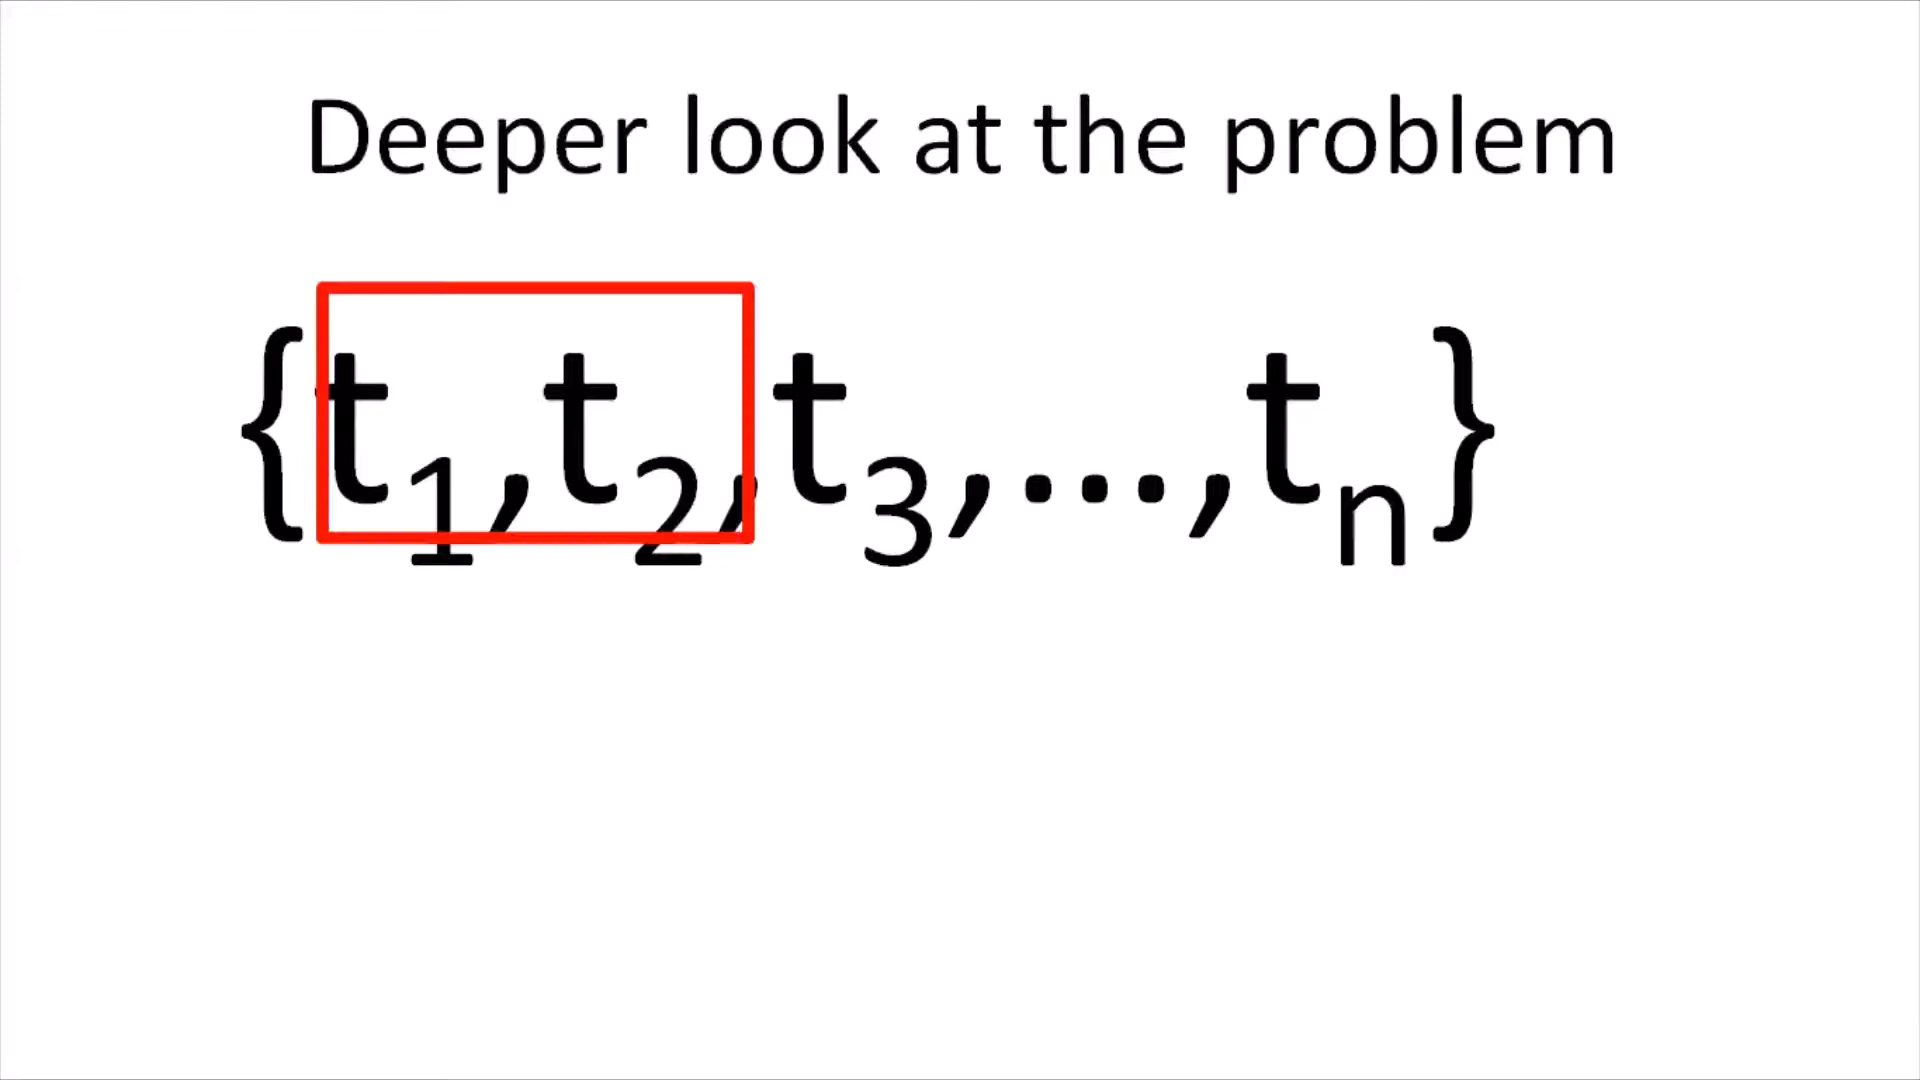 Deeper look at the problem
{t₁,t₂,t₃,...,tₙ}